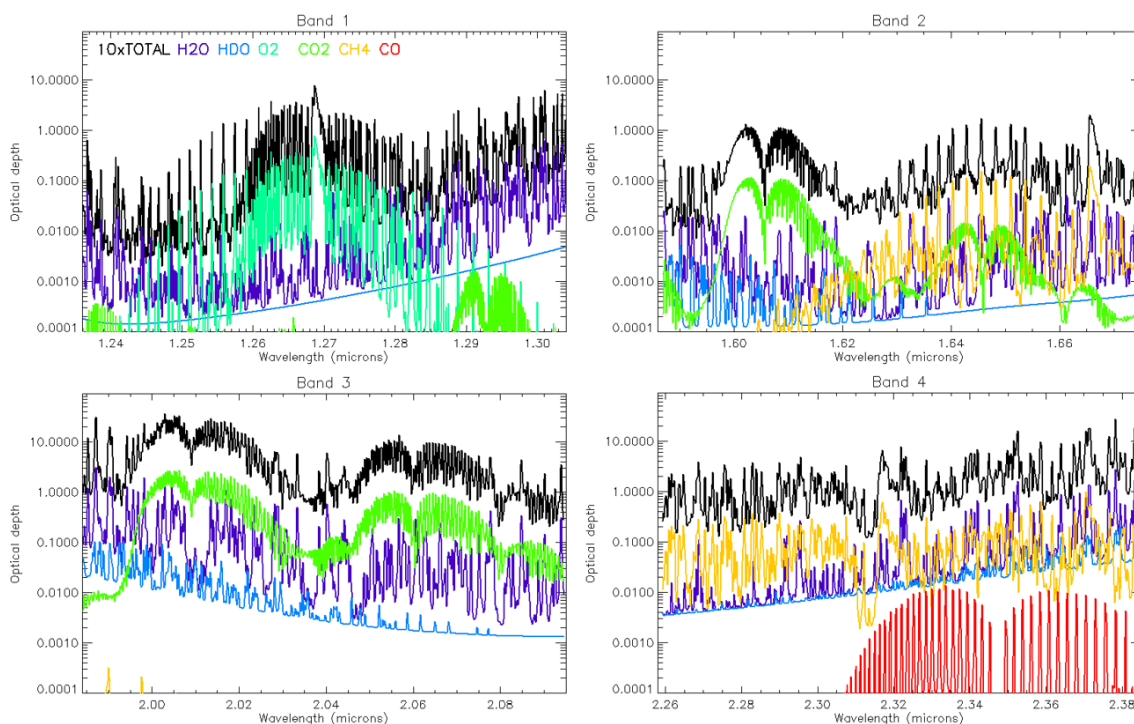 Band 1
10xTOTAL H2O HDO O2 CO2 CH4 CO
10.0000
1.0000
0.1000
0.0100
0.0010
0.0001
Optical depth
1.24 1.25 1.26 1.27 1.28 1.29 1.30
Wavelength (microns)
Band 2
10.0000
1.0000
0.1000
0.0100
0.0010
0.0001
Optical depth
1.60 1.62 1.64 1.66
Wavelength (microns)
Band 3
10.0000
1.0000
0.1000
0.0100
0.0010
0.0001
Optical depth
2.00 2.02 2.04 2.06 2.08
Wavelength (microns)
Band 4
10.0000
1.0000
0.1000
0.0100
0.0010
0.0001
Optical depth
2.26 2.28 2.30 2.32 2.34 2.36 2.38
Wavelength (microns)